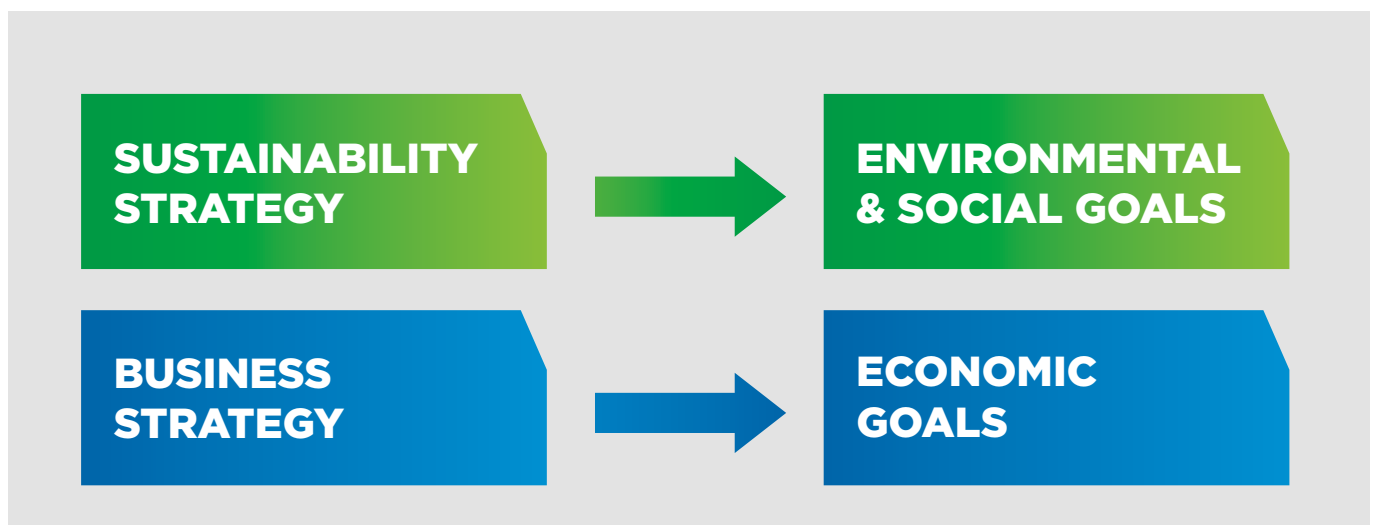 SUSTAINABILITY
STRATEGY
ENVIRONMENTAL
& SOCIAL GOALS
BUSINESS
STRATEGY
ECONOMIC
GOALS